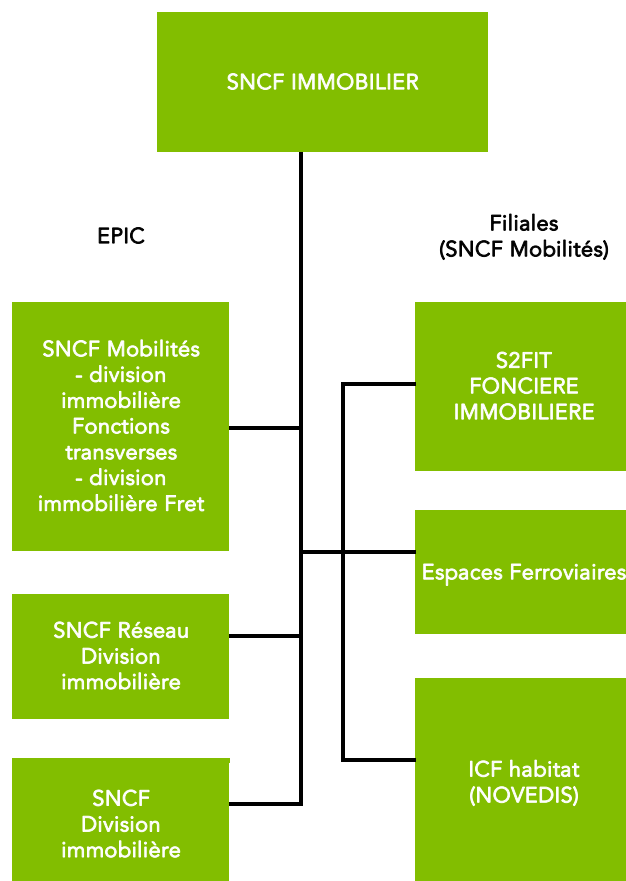 SNCF IMMOBILIER
EPIC
SNCF Mobilités
- division
immobilière
Fonctions
transverses
- division
immobilière Fret
SNCF Réseau
Division
immobilière
SNCF
Division
immobilière
Filiales
(SNCF Mobilités)
S2FIT
FONCIERE
IMMOBILIERE
Espaces Ferroviaires
ICF habitat
(NOVEDIS)